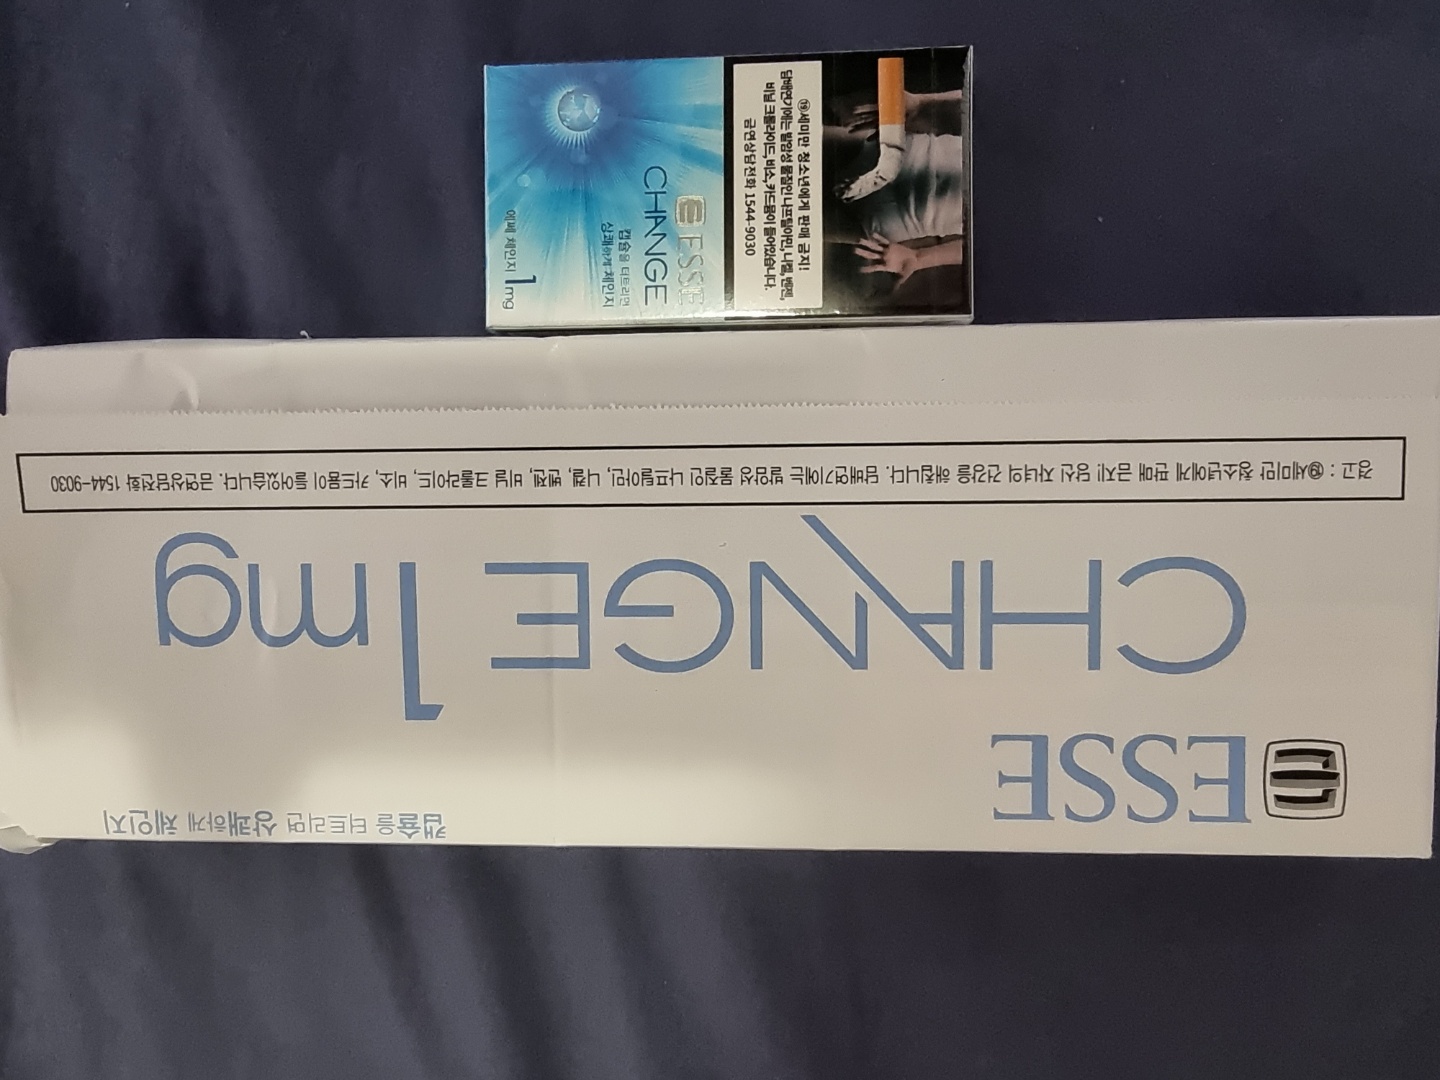 ESSE
CHANGE
캡슐을 터트리면
상쾌하게 체인지
에쎄 체인지 1mg
⑲세미만 청소년에게 판매 금지!
담배연기에는 발암성 물질인 나프틸아민, 니켈, 벤젠,
비닐 크롤라이드, 비소, 카드뮴이 들어있습니다.
금연상담전화 1544-9030
캡슐을 터트리면 상쾌하게 체인지
ESSE
CHANGE 1mg
경고 : ⑲세미만 청소년에게 판매 금지! 당신 자녀의 건강을 해칩니다. 담배연기에는 발암성 물질인 나프틸아민, 니켈, 벤젠, 비닐 크롤라이드, 비소, 카드뮴이 들어있습니다. 금연상담전화 1544-9030